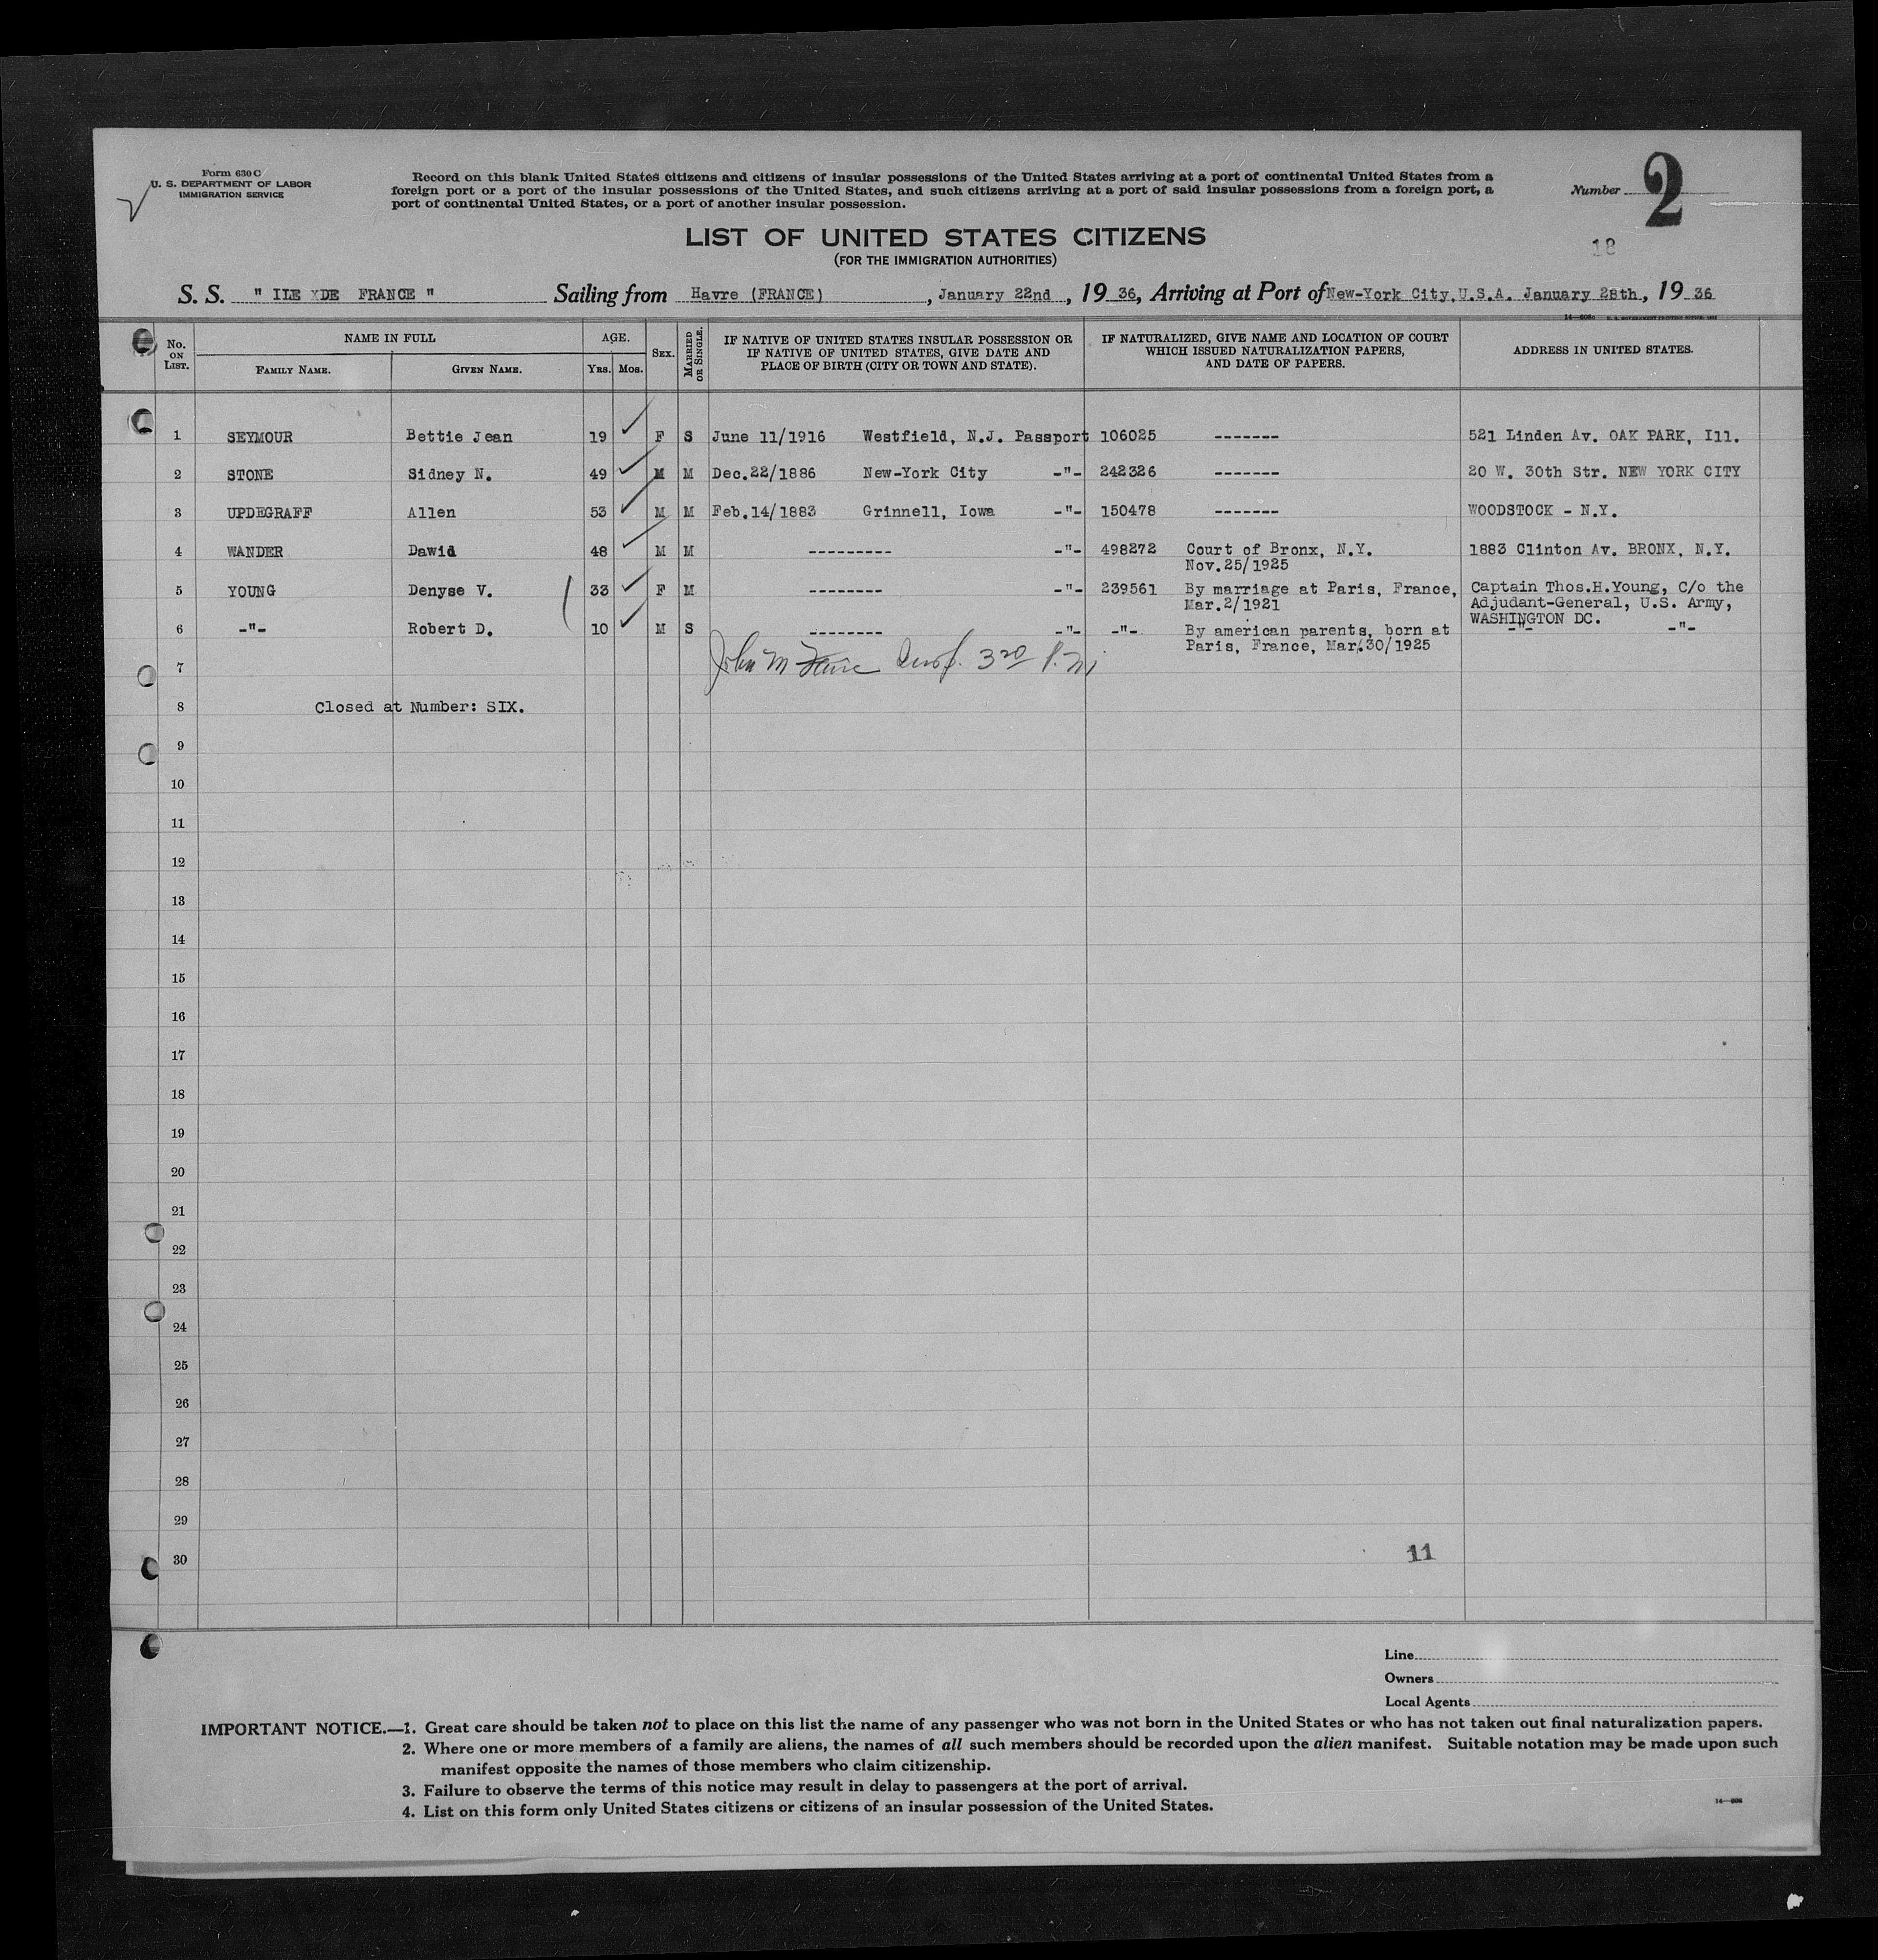 Form 630 C
U. S. DEPARTMENT OF LABOR
IMMIGRATION SERVICE
Record on this blank United States citizens and citizens of insular possessions of the United States arriving at a port of continental United States from a
foreign port or a port of the insular possessions of the United States, and such citizens arriving at a port of said insular possessions from a foreign port, a
port of continental United States, or a port of another insular possession.
Number 2
18
LIST OF UNITED STATES CITIZENS
(FOR THE IMMIGRATION AUTHORITIES)
S. S. " ILE DE FRANCE " Sailing from Havre (FRANCE), January 22nd, 19 36, Arriving at Port of New-York City, U.S.A. January 28th, 19 36
No. ON LIST.
NAME IN FULL
FAMILY NAME.
GIVEN NAME.
AGE.
YRS. MOS.
SEX.
MARRIED OR SINGLE.
IF NATIVE OF UNITED STATES INSULAR POSSESSION OR
IF NATIVE OF UNITED STATES, GIVE DATE AND
PLACE OF BIRTH (CITY OR TOWN AND STATE).
IF NATURALIZED, GIVE NAME AND LOCATION OF COURT
WHICH ISSUED NATURALIZATION PAPERS,
AND DATE OF PAPERS.
ADDRESS IN UNITED STATES.
1 SEYMOUR Bettie Jean 19 F S June 11/1916 Westfield, N.J. Passport 106025 ------- 521 Linden Av. OAK PARK, Ill.
2 STONE Sidney N. 49 M M Dec.22/1886 New-York City -"- 242326 ------- 20 W. 30th Str. NEW YORK CITY
3 UPDEGRAFF Allen 53 M M Feb.14/1883 Grinnell, Iowa -"- 150478 ------- WOODSTOCK - N.Y.
4 WANDER Dawid 48 M M --------- -"- 498272 Court of Bronx, N.Y. 1883 Clinton Av. BRONX, N.Y.
Nov.25/1925
5 YOUNG Denyse V. 33 F M -------- -"- 239561 By marriage at Paris, France, Captain Thos.H.Young, C/o the
Mar.2/1921 Adjudant-General, U.S. Army,
WASHINGTON DC.
6 -"- Robert D. 10 M S -------- -"- -"- By american parents, born at -"- -"-
Paris, France, Mar.30/1925
7 John M 3 20 P. M
8 Closed at Number: SIX.
9
10
11
12
13
14
15
16
17
18
19
20
21
22
23
24
25
26
27
28
29
30
11
Line
Owners
Local Agents
IMPORTANT NOTICE.—1. Great care should be taken not to place on this list the name of any passenger who was not born in the United States or who has not taken out final naturalization papers.
2. Where one or more members of a family are aliens, the names of all such members should be recorded upon the alien manifest. Suitable notation may be made upon such
manifest opposite the names of those members who claim citizenship.
3. Failure to observe the terms of this notice may result in delay to passengers at the port of arrival.
4. List on this form only United States citizens or citizens of an insular possession of the United States.